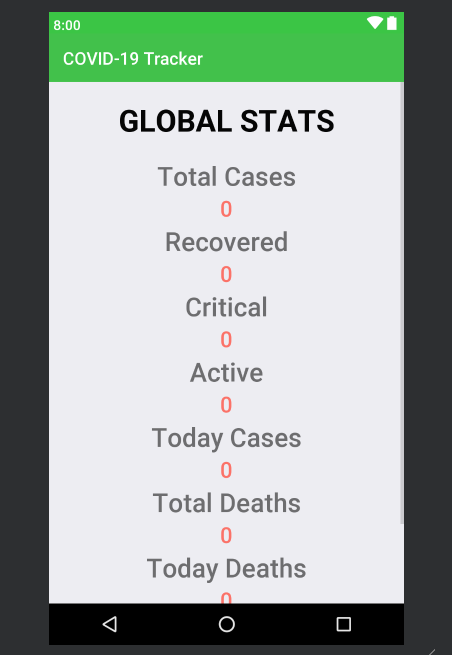 8:00
COVID-19 Tracker
GLOBAL STATS
Total Cases
0
Recovered
0
Critical
0
Active
0
Today Cases
0
Total Deaths
0
Today Deaths
0